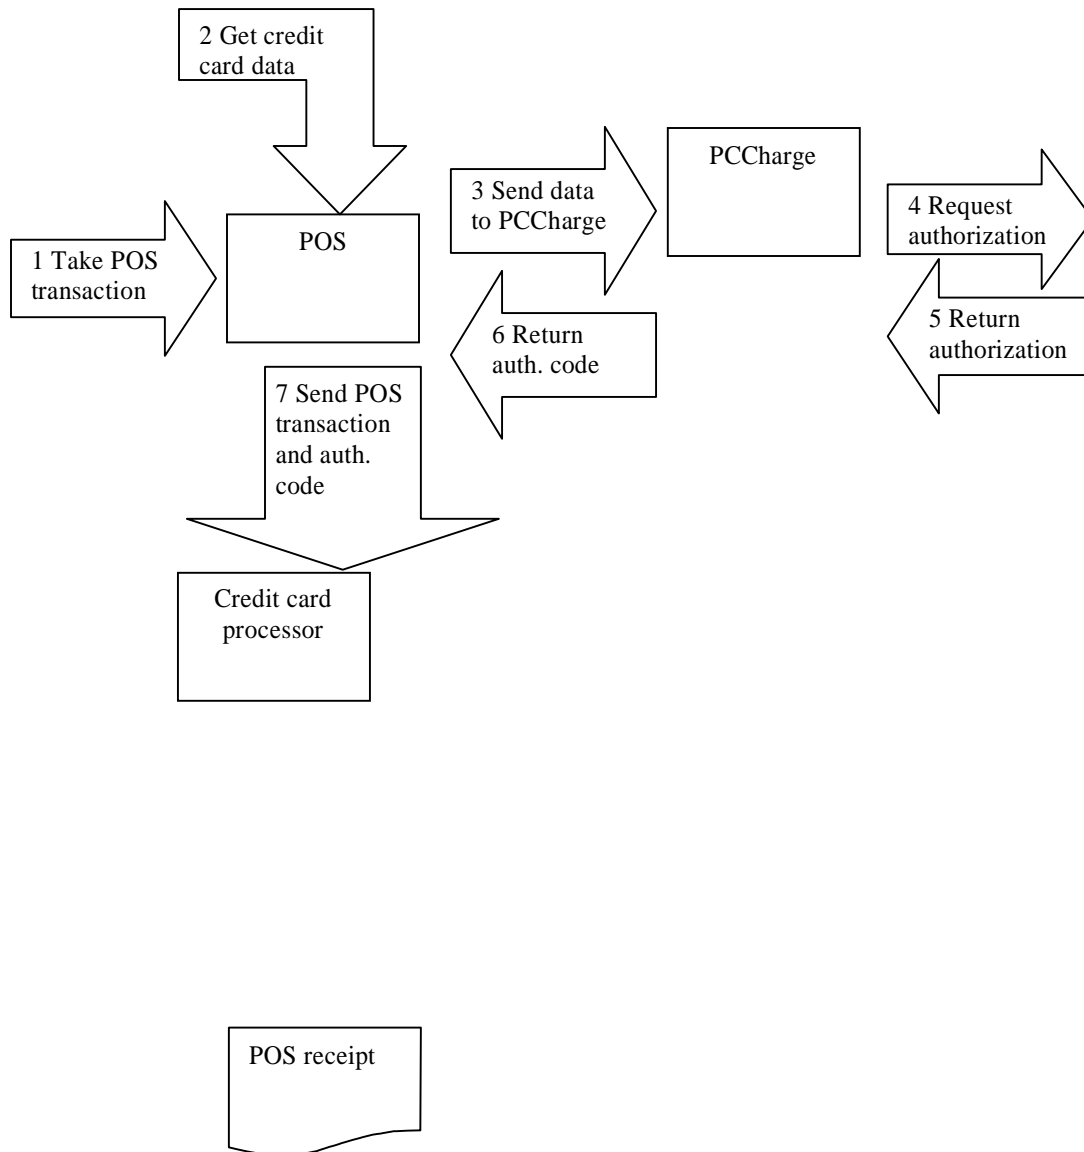 2 Get credit
card data
PCCharge
3 Send data
to PCCharge
4 Request
authorization
POS
1 Take POS
transaction
5 Return
authorization
6 Return
auth. code
7 Send POS
transaction
and auth.
code
Credit card
processor
POS receipt